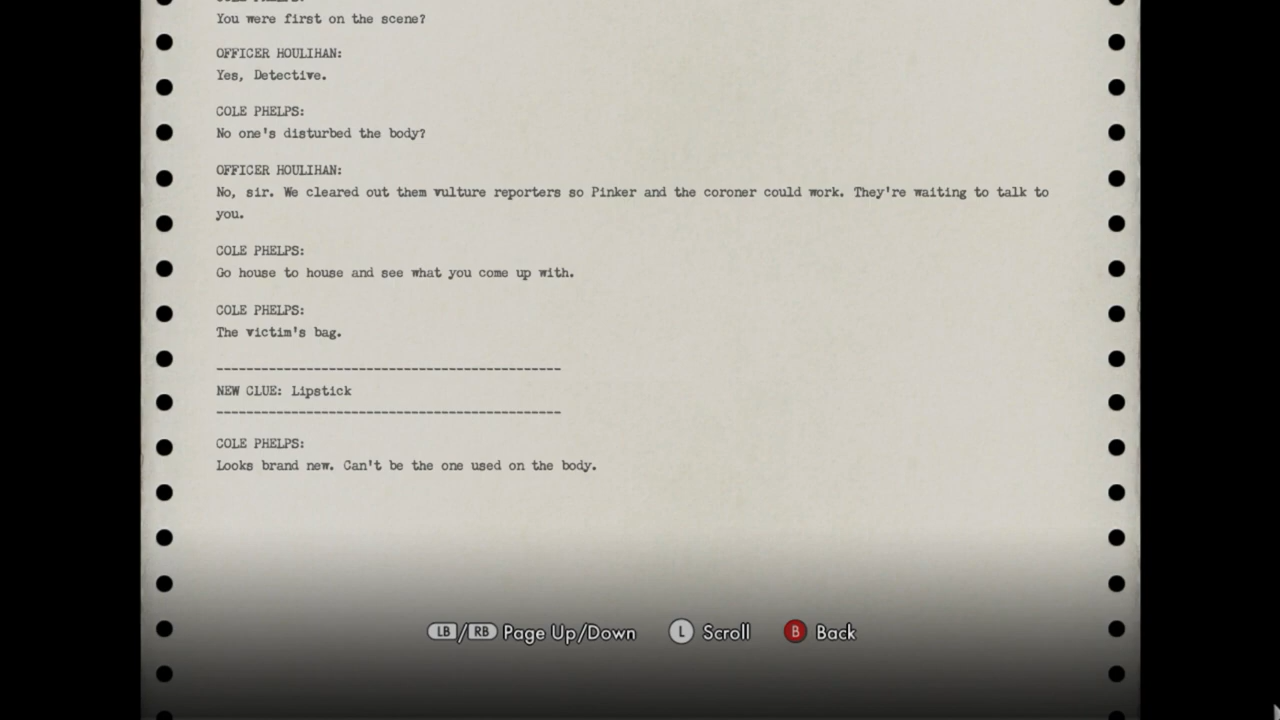 You were first on the scene?
OFFICER HOULIHAN:
Yes, Detective.
COLE PHELPS:
No one's disturbed the body?
OFFICER HOULIHAN:
No, sir. We cleared out them vulture reporters so Pinker and the coroner could work. They're waiting to talk to
you.
COLE PHELPS:
Go house to house and see what you come up with.
COLE PHELPS:
The victim's bag.
----------------------------------------------
NEW CLUE: Lipstick
----------------------------------------------
COLE PHELPS:
Looks brand new. Can't be the one used on the body.
LB/RB Page Up/Down L Scroll B Back